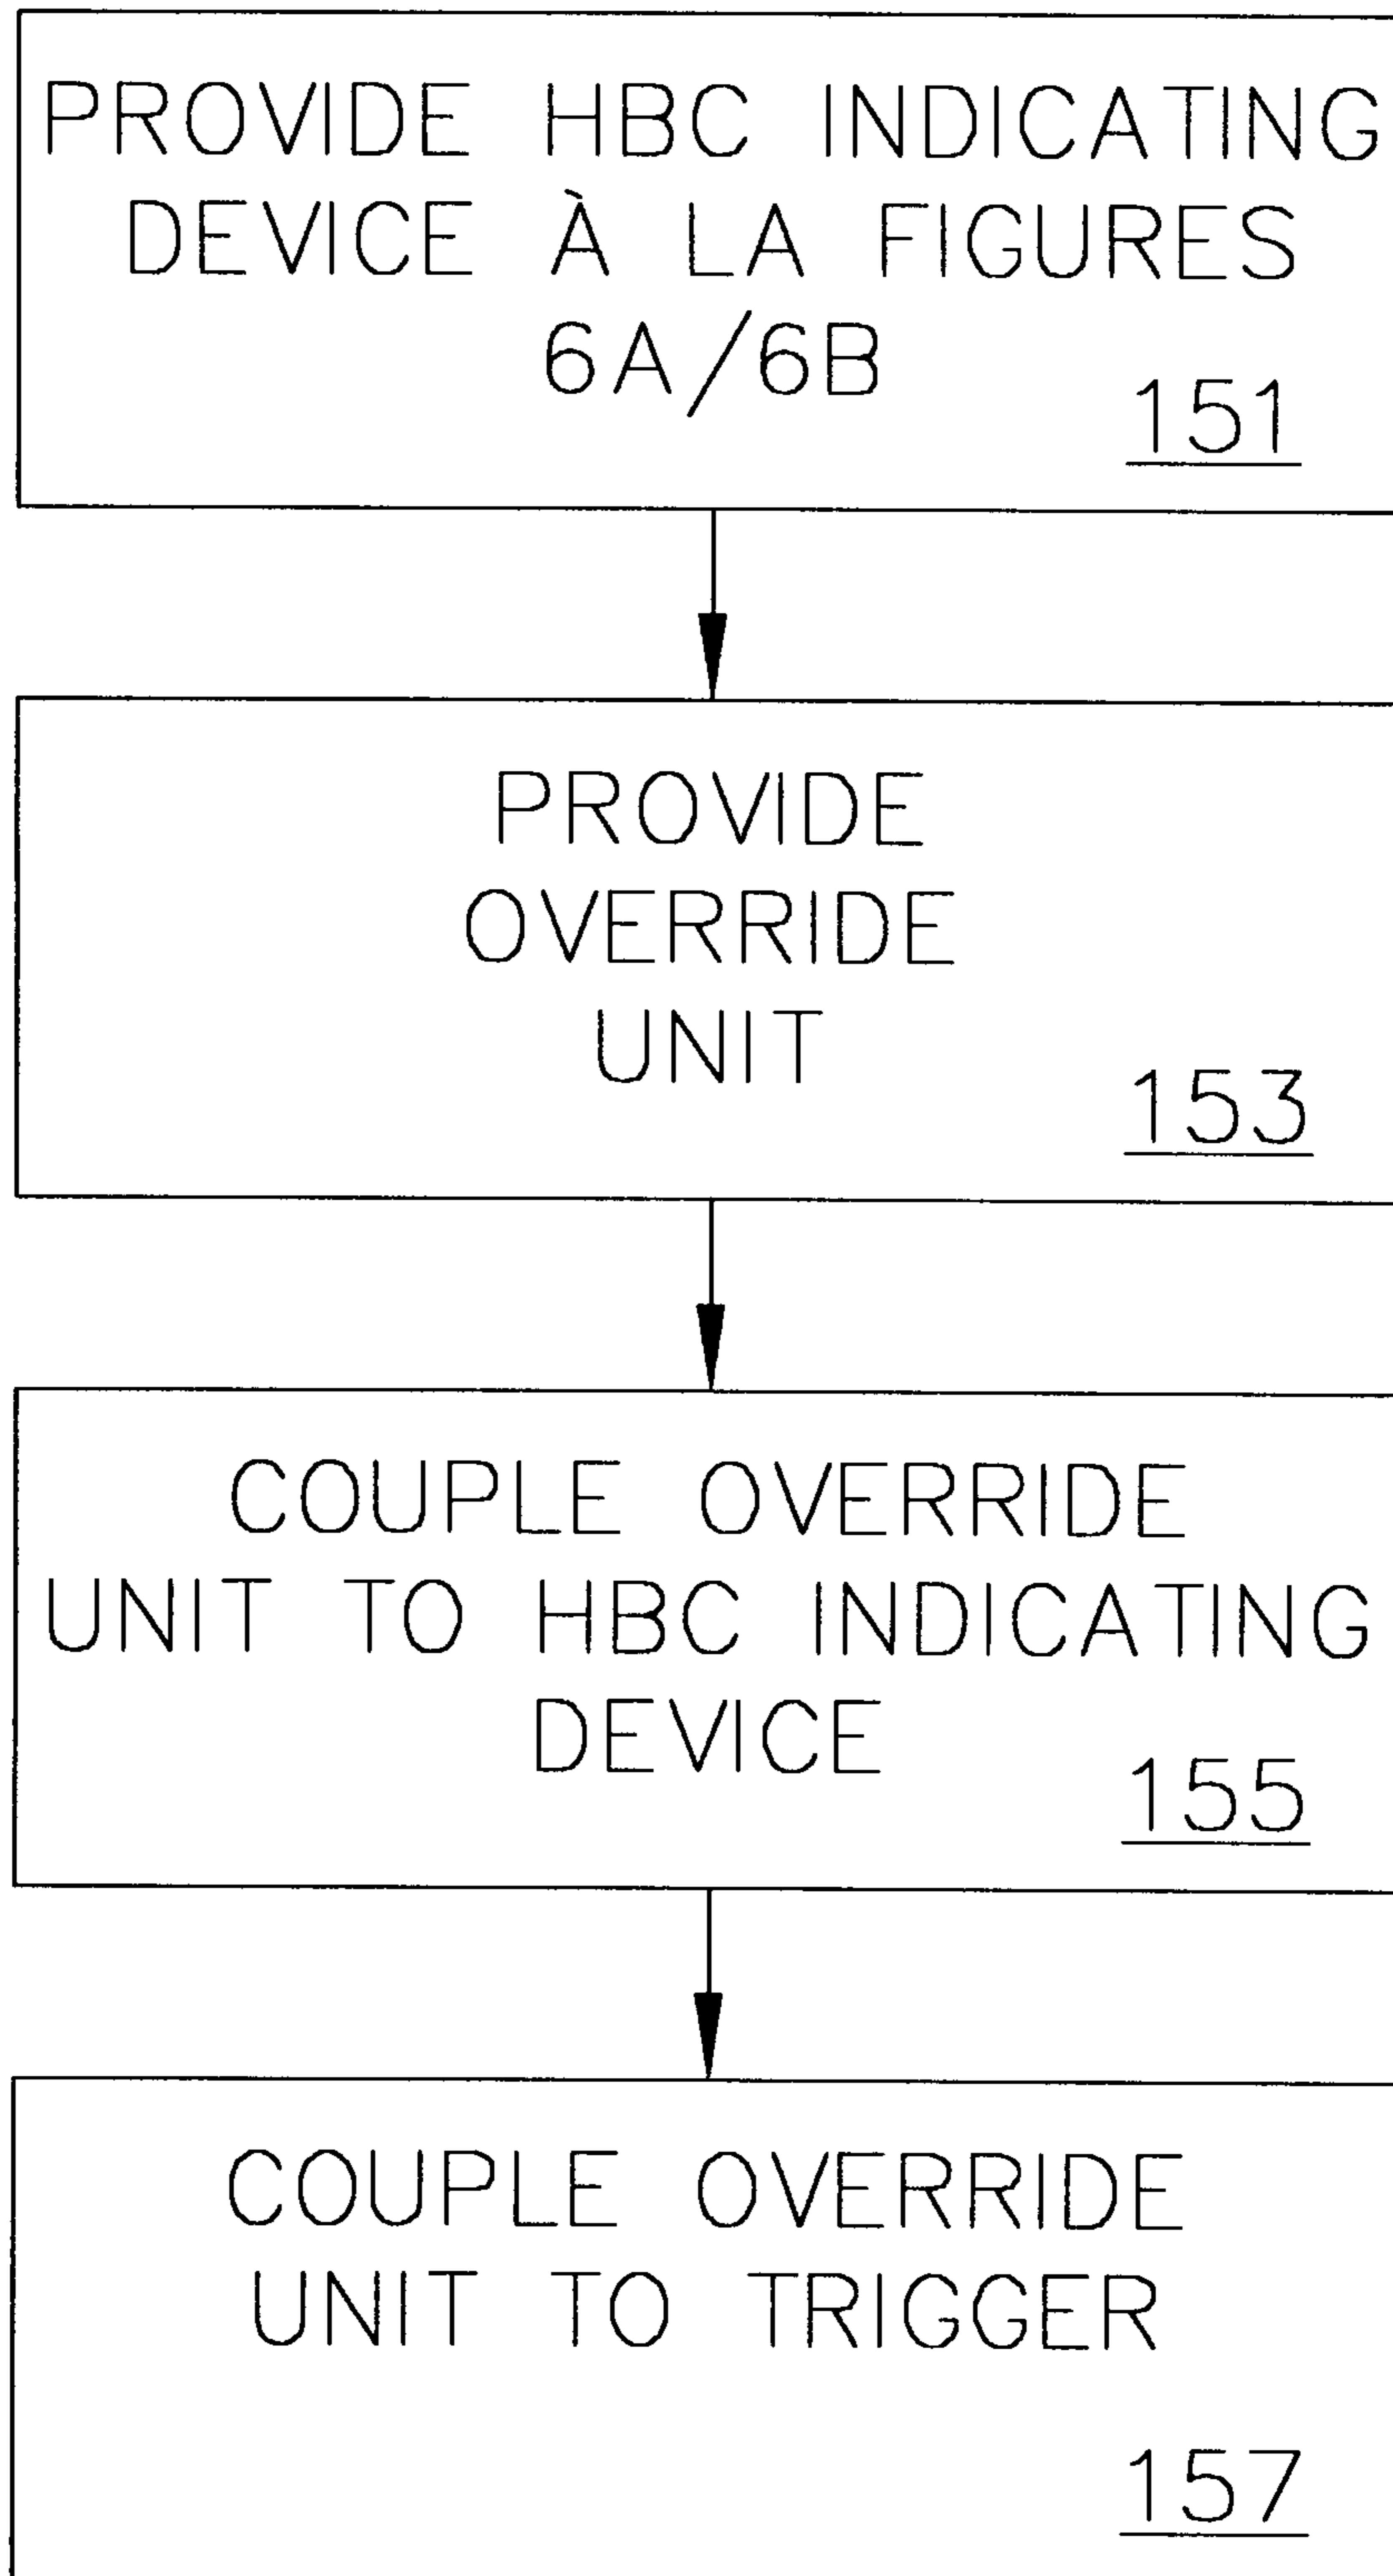 PROVIDE HBC INDICATING
DEVICE À LA FIGURES
6A/6B
151
PROVIDE
OVERRIDE
UNIT
153
COUPLE OVERRIDE
UNIT TO HBC INDICATING
DEVICE
155
COUPLE OVERRIDE
UNIT TO TRIGGER
157